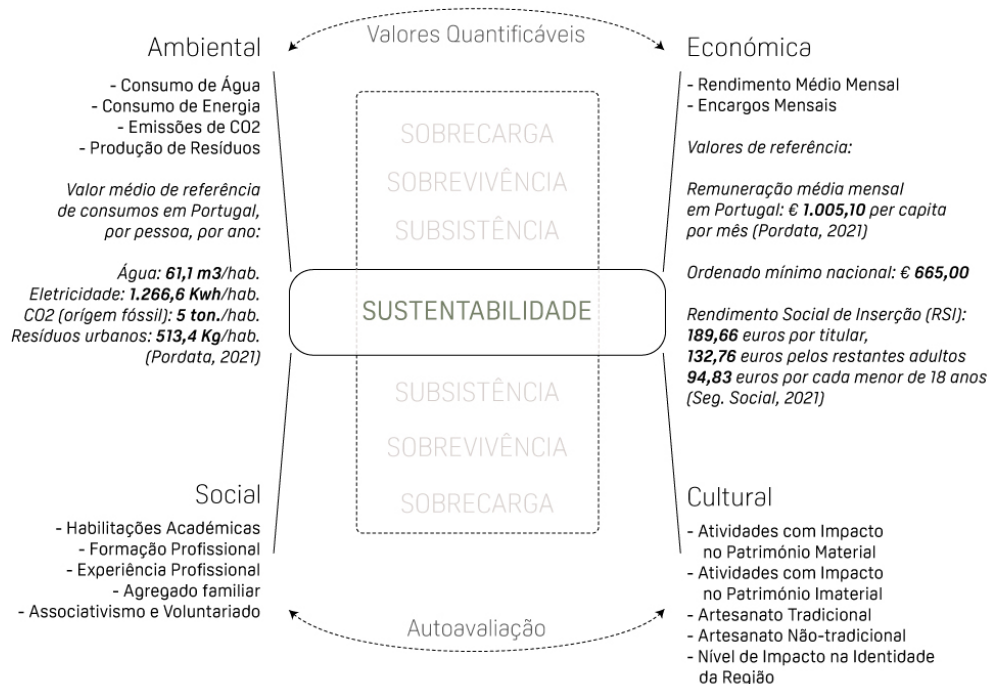 Valores Quantificáveis
Ambiental
- Consumo de Água
- Consumo de Energia
- Emissões de CO2
- Produção de Resíduos
Valor médio de referência
de consumos em Portugal,
por pessoa, por ano:
Água: 61,1 m3/hab.
Eletricidade: 1.266,6 Kwh/hab.
CO2 (orígem fóssil): 5 ton./hab.
Resíduos urbanos: 513,4 Kg/hab.
(Pordata, 2021)
Económica
- Rendimento Médio Mensal
- Encargos Mensais
Valores de referência:
Remuneração média mensal
em Portugal: € 1.005,10 per capita
por mês (Pordata, 2021)
Ordenado mínimo nacional: € 665,00
Rendimento Social de Inserção (RSI):
189,66 euros por titular,
132,76 euros pelos restantes adultos
94,83 euros por cada menor de 18 anos
(Seg. Social, 2021)
SOBRECARGA
SOBREVIVÊNCIA
SUBSISTÊNCIA
SUSTENTABILIDADE
SUBSISTÊNCIA
SOBREVIVÊNCIA
SOBRECARGA
Social
- Habilitações Académicas
- Formação Profissional
- Experiência Profissional
- Agregado familiar
- Associativismo e Voluntariado
Cultural
- Atividades com Impacto
no Património Material
- Atividades com Impacto
no Património Imaterial
- Artesanato Tradicional
- Artesanato Não-tradicional
- Nível de Impacto na Identidade
da Região
Autoavaliação